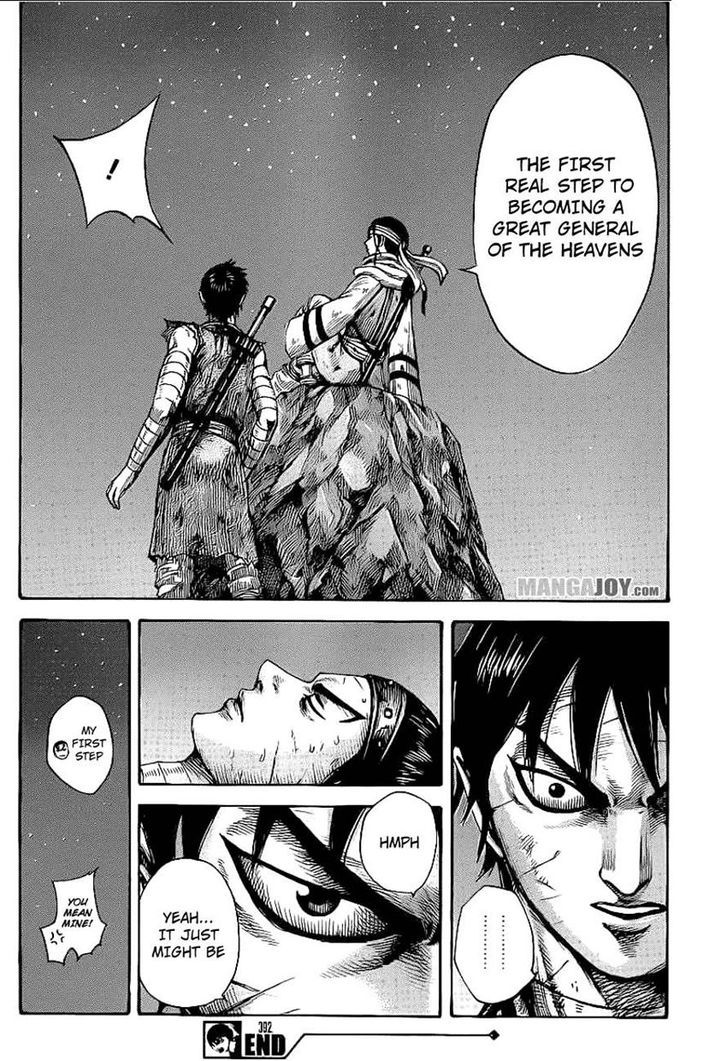 THE FIRST
REAL STEP TO
BECOMING A
GREAT GENERAL
OF THE HEAVENS
!
MANGAJOY.COM
.......
.......
HMPH
YEAH...
IT JUST
MIGHT BE
MY
FIRST
STEP
YOU
MEAN
MINE!
392
END